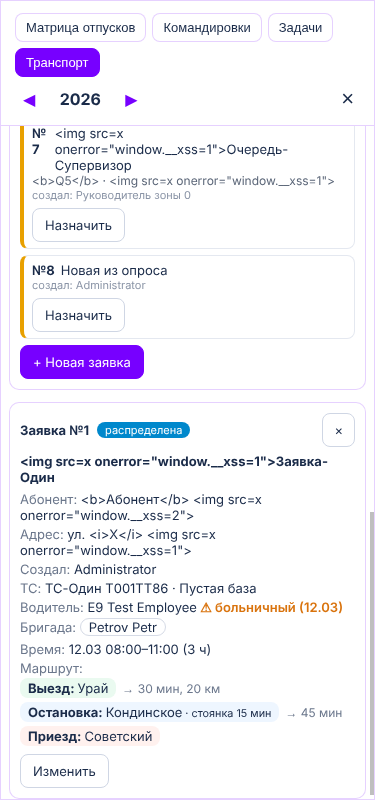 Матрица отпусков Командировки Задачи
Транспорт
◀ 2026 ▶ ×
№ 7 <img src=x
onerror="window.__xss=1">Очередь-
Супервизор
<b>Q5</b> · <img src=x onerror="window.__xss=1">
создал: Руководитель зоны 0
Назначить
№8 Новая из опроса
создал: Administrator
Назначить
+ Новая заявка
Заявка №1 распределена ×
<img src=x onerror="window.__xss=1">Заявка-
Один
Абонент: <b>Абонент</b> <img src=x
onerror="window.__xss=2">
Адрес: ул. <i>X</i> <img src=x
onerror="window.__xss=1">
Создал: Administrator
ТС: ТС-Один Т001ТТ86 · Пустая база
Водитель: E9 Test Employee ⚠ больничный (12.03)
Бригада: Petrov Petr
Время: 12.03 08:00–11:00 (3 ч)
Маршрут:
Выезд: Урай → 30 мин, 20 км
Остановка: Кондинское · стоянка 15 мин → 45 мин
Приезд: Советский
Изменить